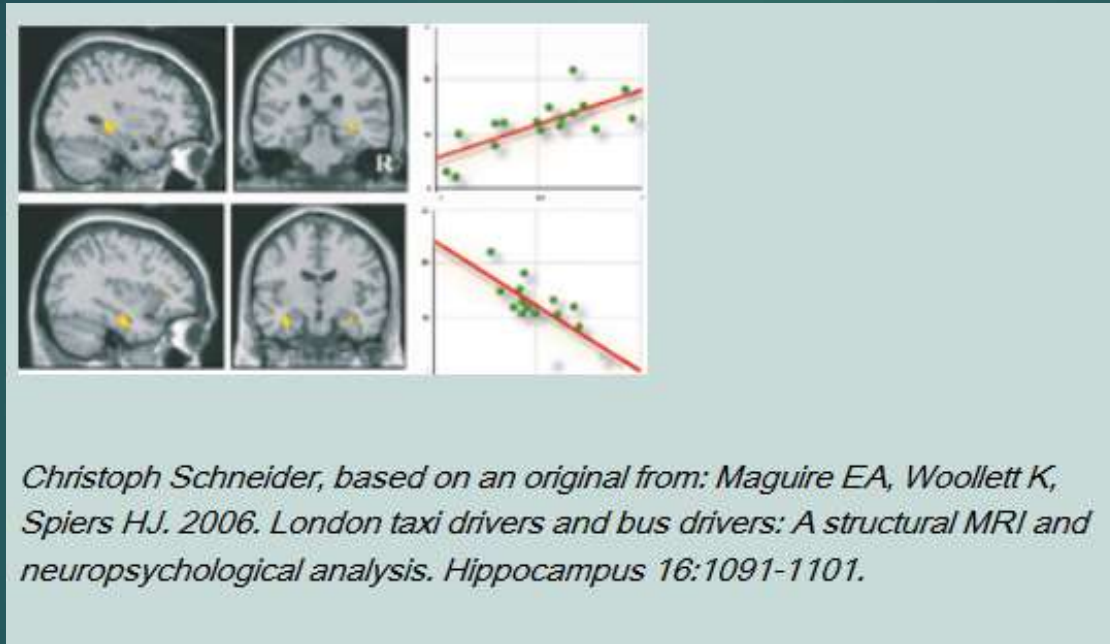 R
Christoph Schneider, based on an original from: Maguire EA, Woollett K,
Spiers HJ. 2006. London taxi drivers and bus drivers: A structural MRI and
neuropsychological analysis. Hippocampus 16:1091-1101.